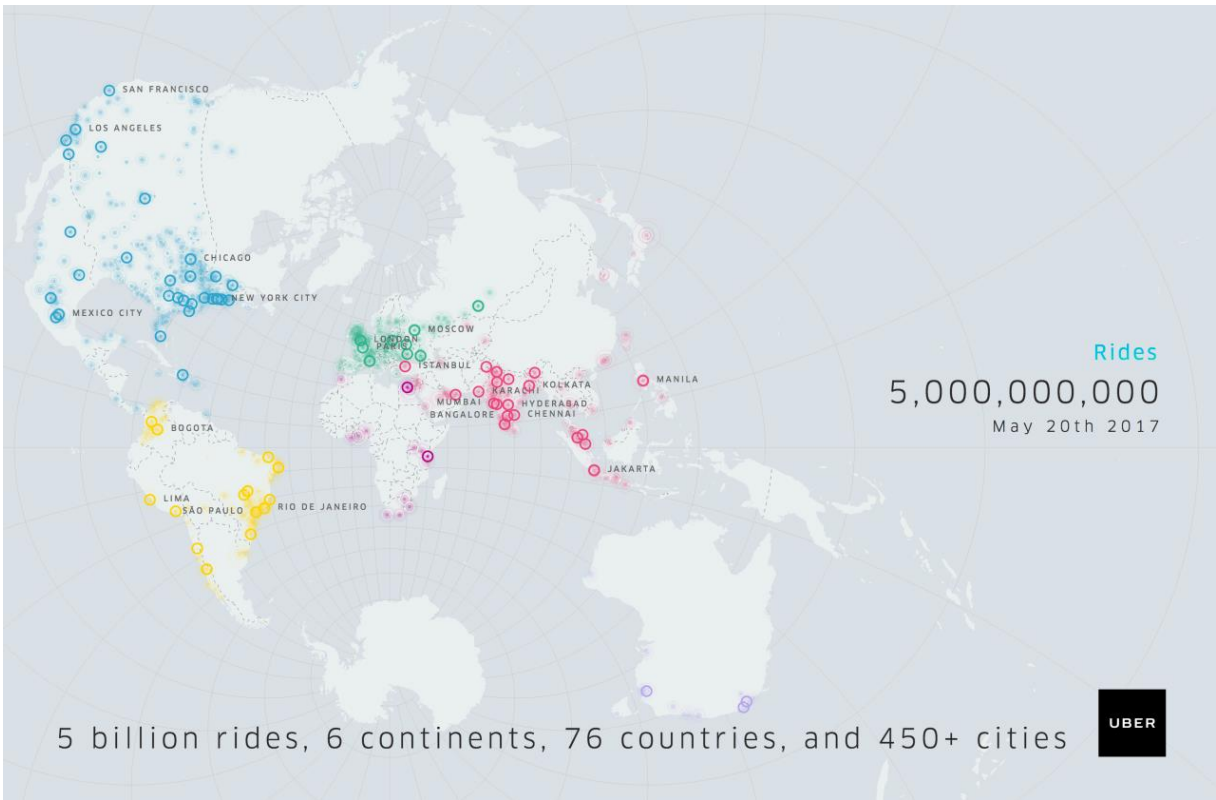 SAN FRANCISCO
LOS ANGELES
CHICAGO
NEW YORK CITY
MEXICO CITY
MOSCOW
LONDON
PARIS
ISTANBUL
MANILA
KOLKATA
KARACHI
MUMBAI
HYDERABAD
BANGALORE
CHENNAI
BOGOTA
JAKARTA
LIMA
SÃO PAULO
RIO DE JANEIRO
Rides
5,000,000,000
May 20th 2017
5 billion rides, 6 continents, 76 countries, and 450+ cities
UBER